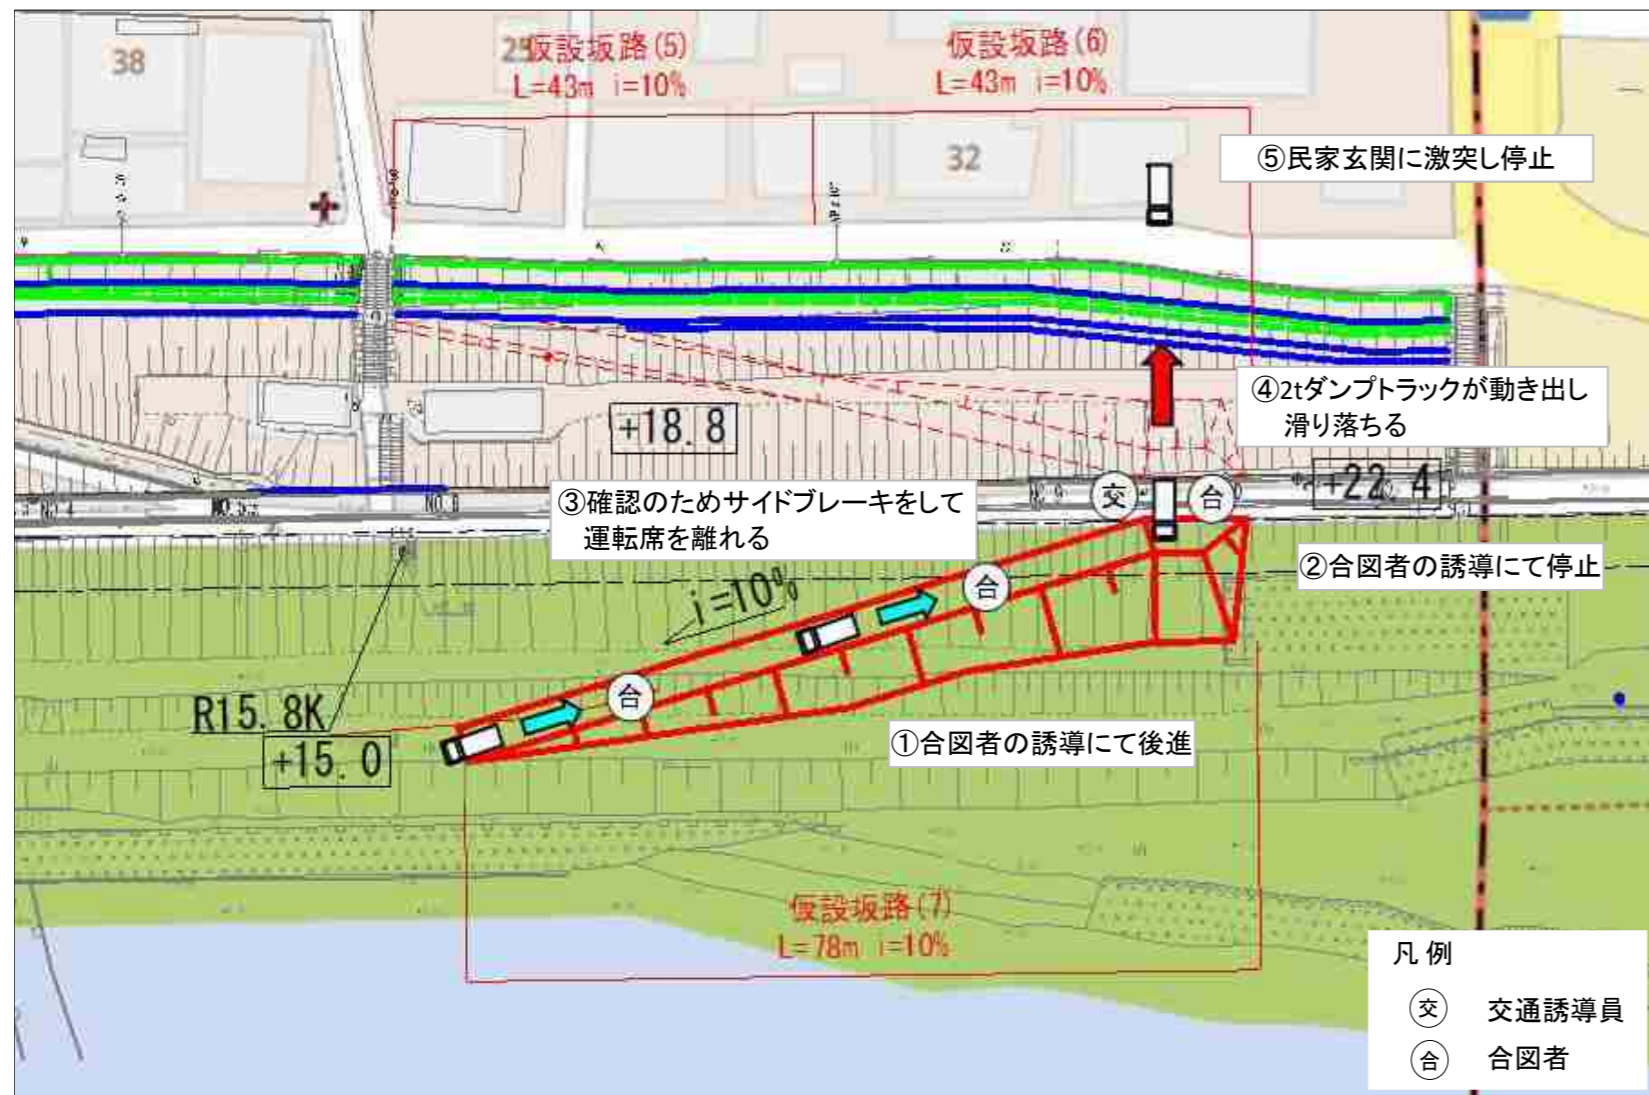 38
25
仮設坂路(5)
L=43m i=10%
仮設坂路(6)
L=43m i=10%
32
⑤民家玄関に激突し停止
④2tダンプトラックが動き出し
滑り落ちる
+18.8
+22.4
交
合
③確認のためサイドブレーキをして
運転席を離れる
②合図者の誘導にて停止
NO.8
i=10%
合
合
R15.8K
+15.0
①合図者の誘導にて後進
仮設坂路(7)
L=78m i=10%
凡例
交 交通誘導員
合 合図者